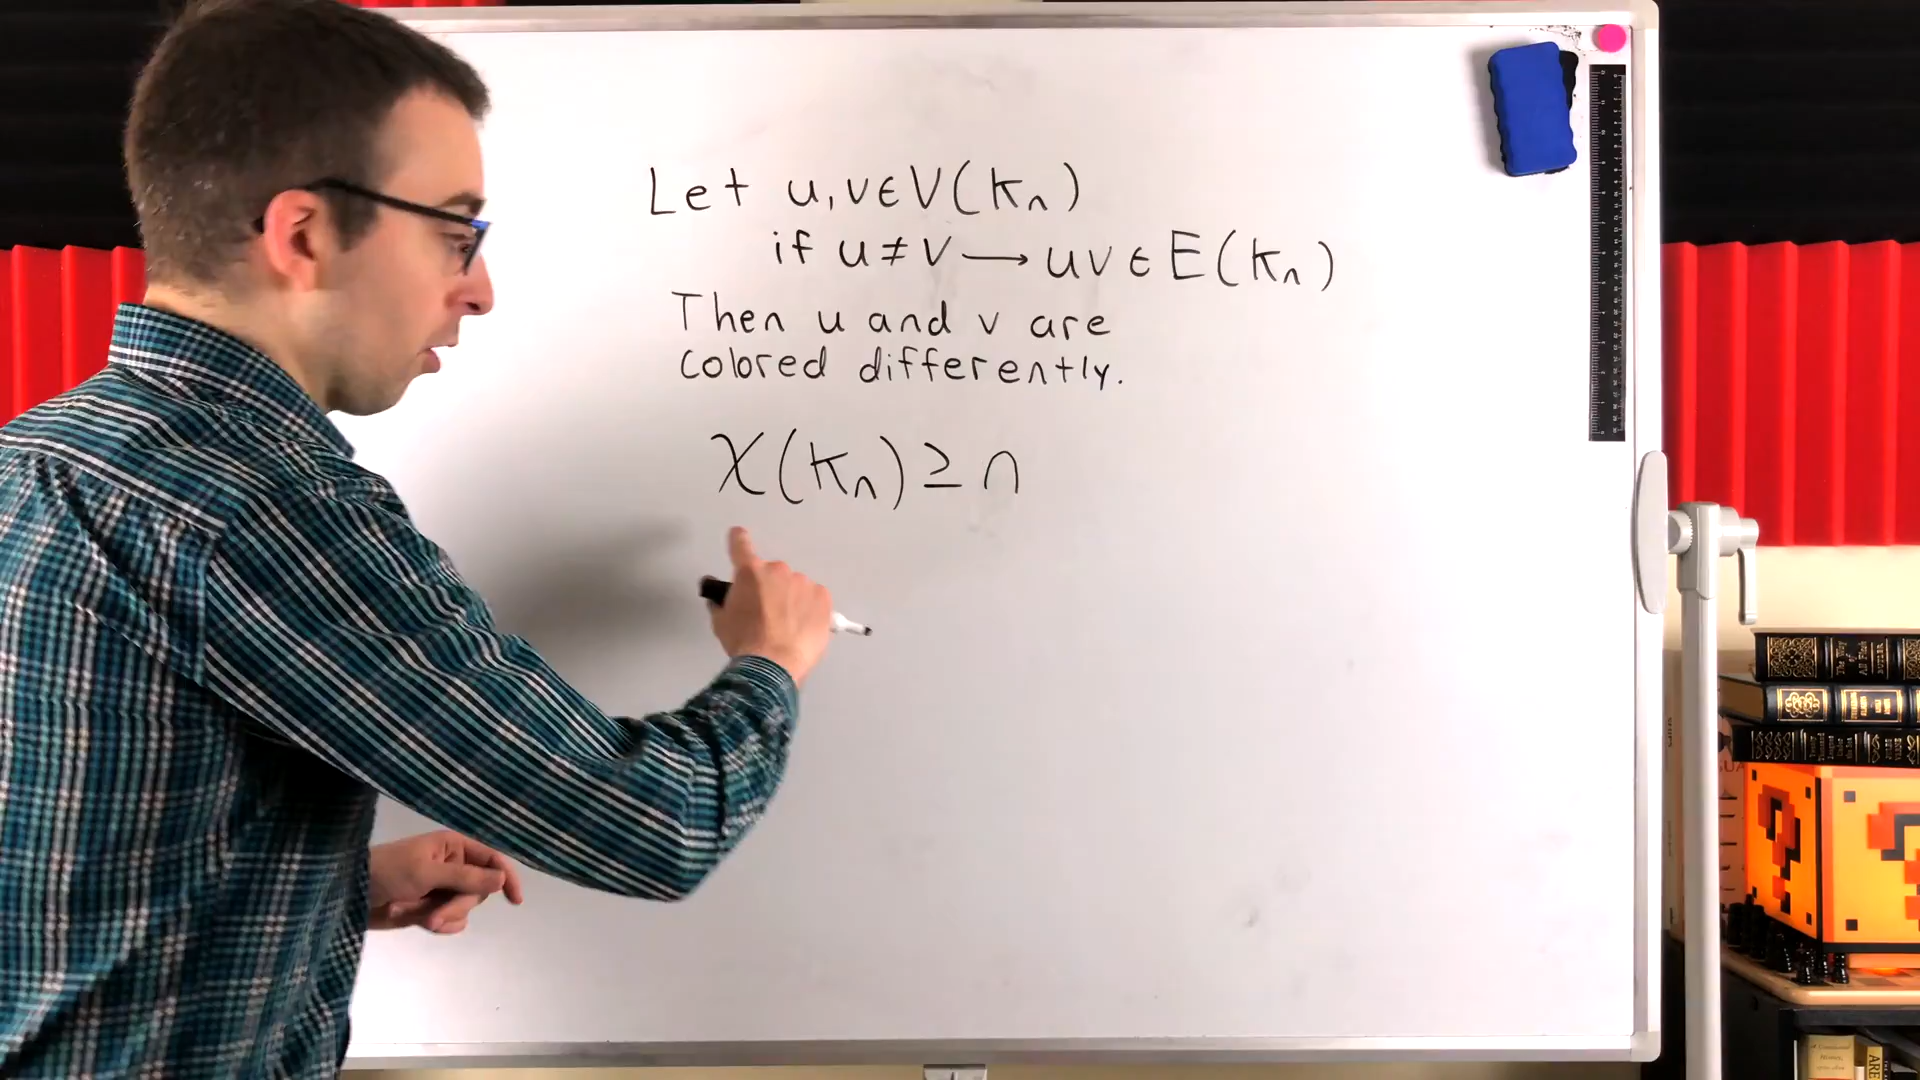 Let u, v ∈ V(Kₙ)
if u ≠ v ⟶ uv ∈ E(Kₙ)
Then u and v are
colored differently.
χ(Kₙ) ≥ n